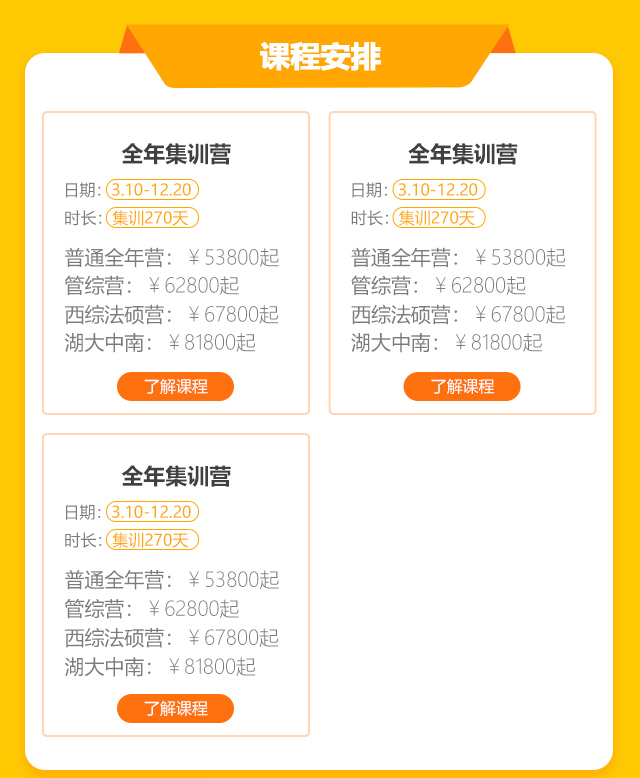 课程安排
全年集训营
日期：3.10-12.20
时长：集训270天
普通全年营：￥53800起
管综营：￥62800起
西综法硕营：￥67800起
湖大中南：￥81800起
了解课程
全年集训营
日期：3.10-12.20
时长：集训270天
普通全年营：￥53800起
管综营：￥62800起
西综法硕营：￥67800起
湖大中南：￥81800起
了解课程
全年集训营
日期：3.10-12.20
时长：集训270天
普通全年营：￥53800起
管综营：￥62800起
西综法硕营：￥67800起
湖大中南：￥81800起
了解课程